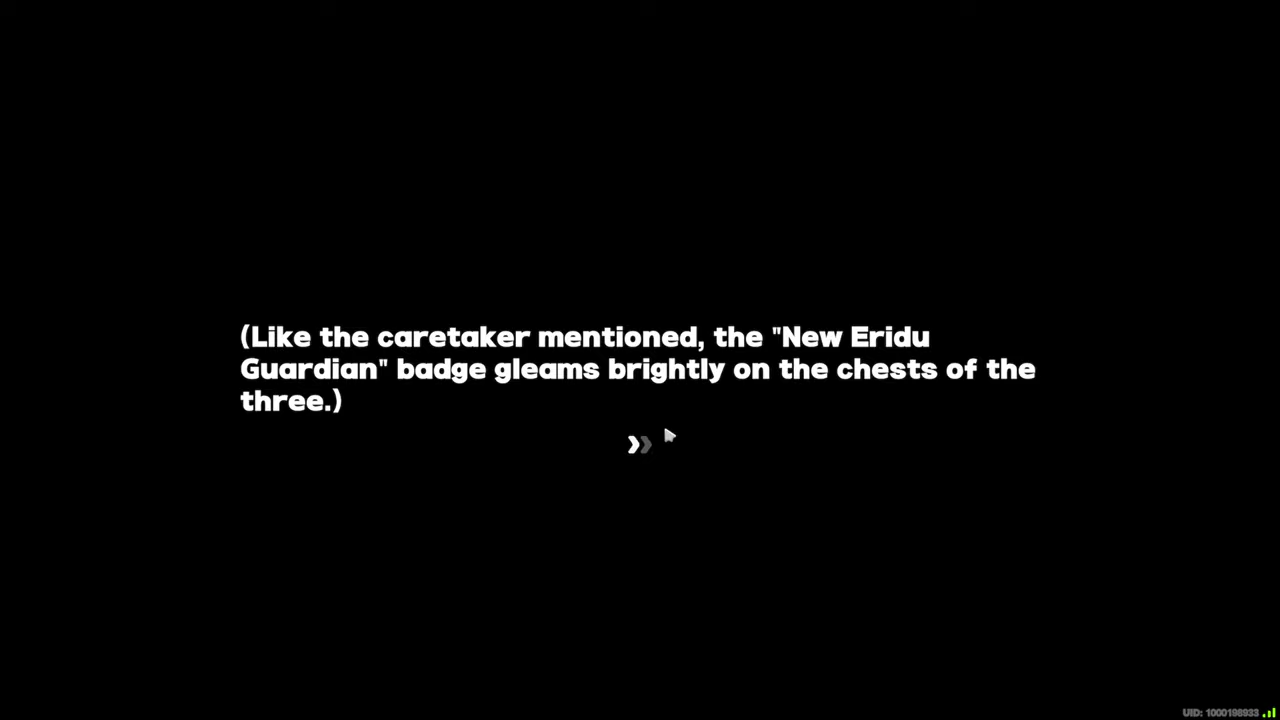 (Like the caretaker mentioned, the "New Eridu
Guardian" badge gleams brightly on the chests of the
three.)
UID: 1000198933